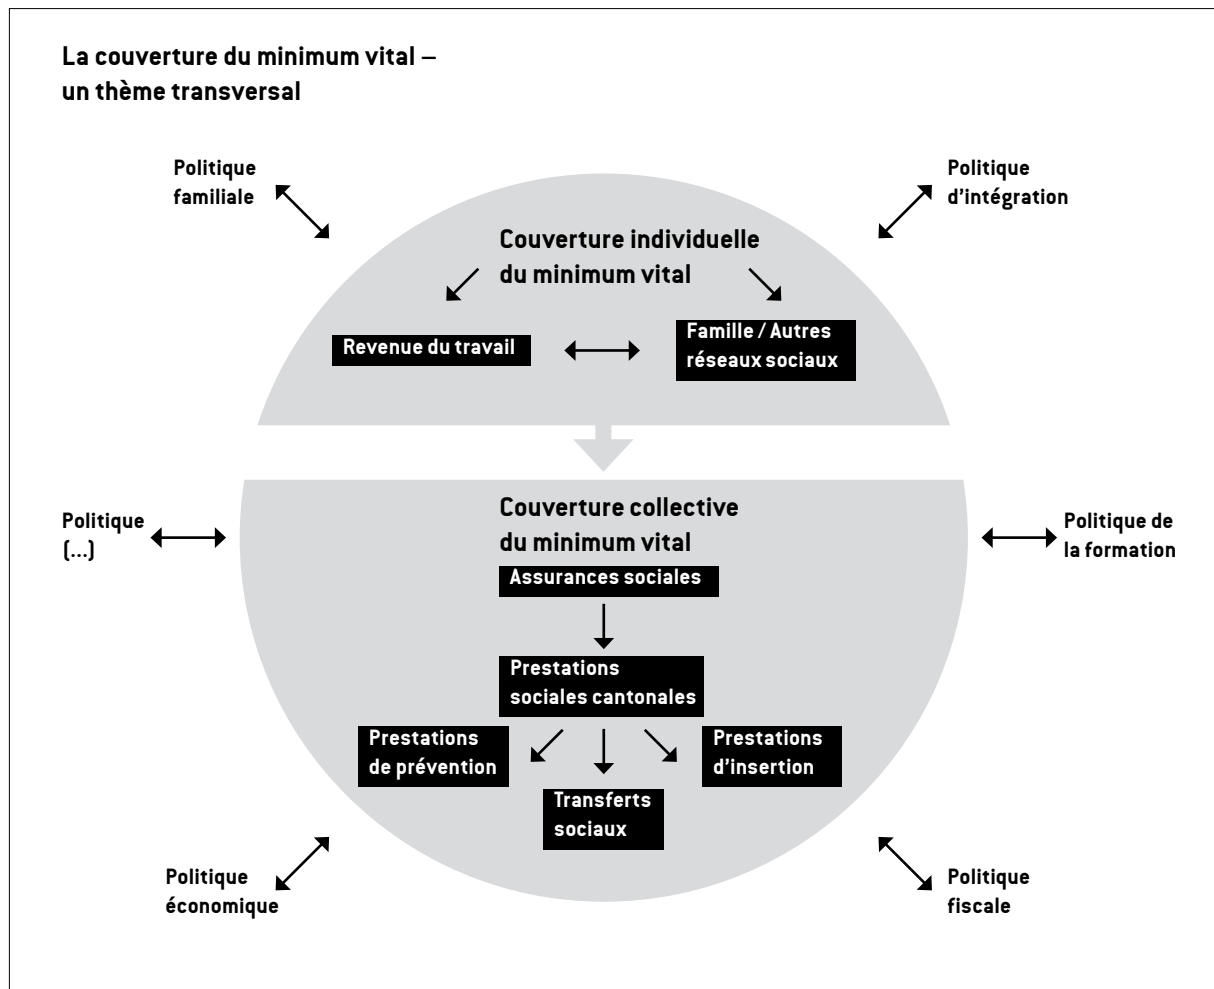 La couverture du minimum vital –
un thème transversal
Politique
familiale
Politique
d'intégration
Couverture individuelle
du minimum vital
Revenue du travail
Famille / Autres
réseaux sociaux
Couverture collective
du minimum vital
Politique
(...)
Politique de
la formation
Assurances sociales
Prestations
sociales cantonales
Prestations
de prévention
Prestations
d'insertion
Transferts
sociaux
Politique
économique
Politique
fiscale